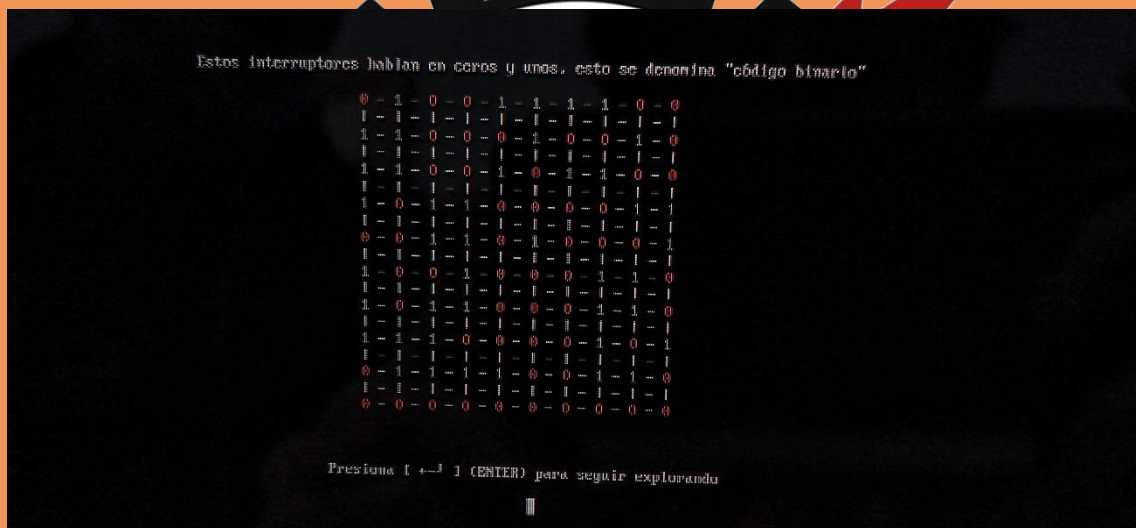 Estos interruptores hablan en ceros y unos, esto se denomina "código binario"
0 - 1 - 0 - 0 - 1 - 1 - 1 - 1 - 0 - 0
| - | - | - | - | - | - | - | - | - |
1 - 1 - 0 - 0 - 0 - 1 - 0 - 0 - 1 - 0
| - | - | - | - | - | - | - | - | - |
1 - 1 - 0 - 0 - 1 - 0 - 1 - 1 - 0 - 0
| - | - | - | - | - | - | - | - | - |
1 - 0 - 1 - 1 - 0 - 0 - 0 - 0 - 1 - 1
| - | - | - | - | - | - | - | - | - |
0 - 0 - 1 - 1 - 0 - 1 - 0 - 0 - 0 - 1
| - | - | - | - | - | - | - | - | - |
1 - 0 - 0 - 1 - 0 - 0 - 0 - 1 - 1 - 0
| - | - | - | - | - | - | - | - | - |
1 - 0 - 1 - 1 - 0 - 0 - 0 - 1 - 1 - 0
| - | - | - | - | - | - | - | - | - |
1 - 1 - 1 - 0 - 0 - 0 - 0 - 1 - 0 - 1
| - | - | - | - | - | - | - | - | - |
0 - 1 - 1 - 1 - 1 - 0 - 0 - 1 - 1 - 0
| - | - | - | - | - | - | - | - | - |
0 - 0 - 0 - 0 - 0 - 0 - 0 - 0 - 0 - 0
Presiona [ ←┘ ] (ENTER) para seguir explorando